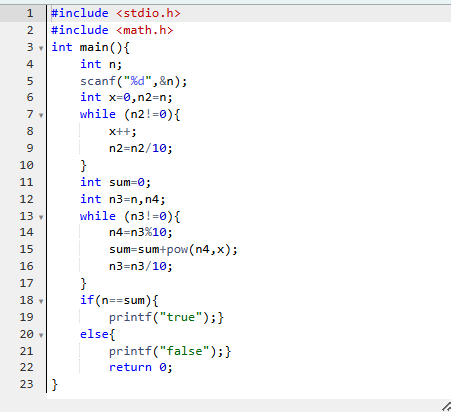 1 #include <stdio.h>
2 #include <math.h>
3 int main(){
4 int n;
5 scanf("%d",&n);
6 int x=0,n2=n;
7 while (n2!=0){
8 x++;
9 n2=n2/10;
10 }
11 int sum=0;
12 int n3=n,n4;
13 while (n3!=0){
14 n4=n3%10;
15 sum=sum+pow(n4,x);
16 n3=n3/10;
17 }
18 if(n==sum){
19 printf("true");}
20 else{
21 printf("false");}
22 return 0;
23 }